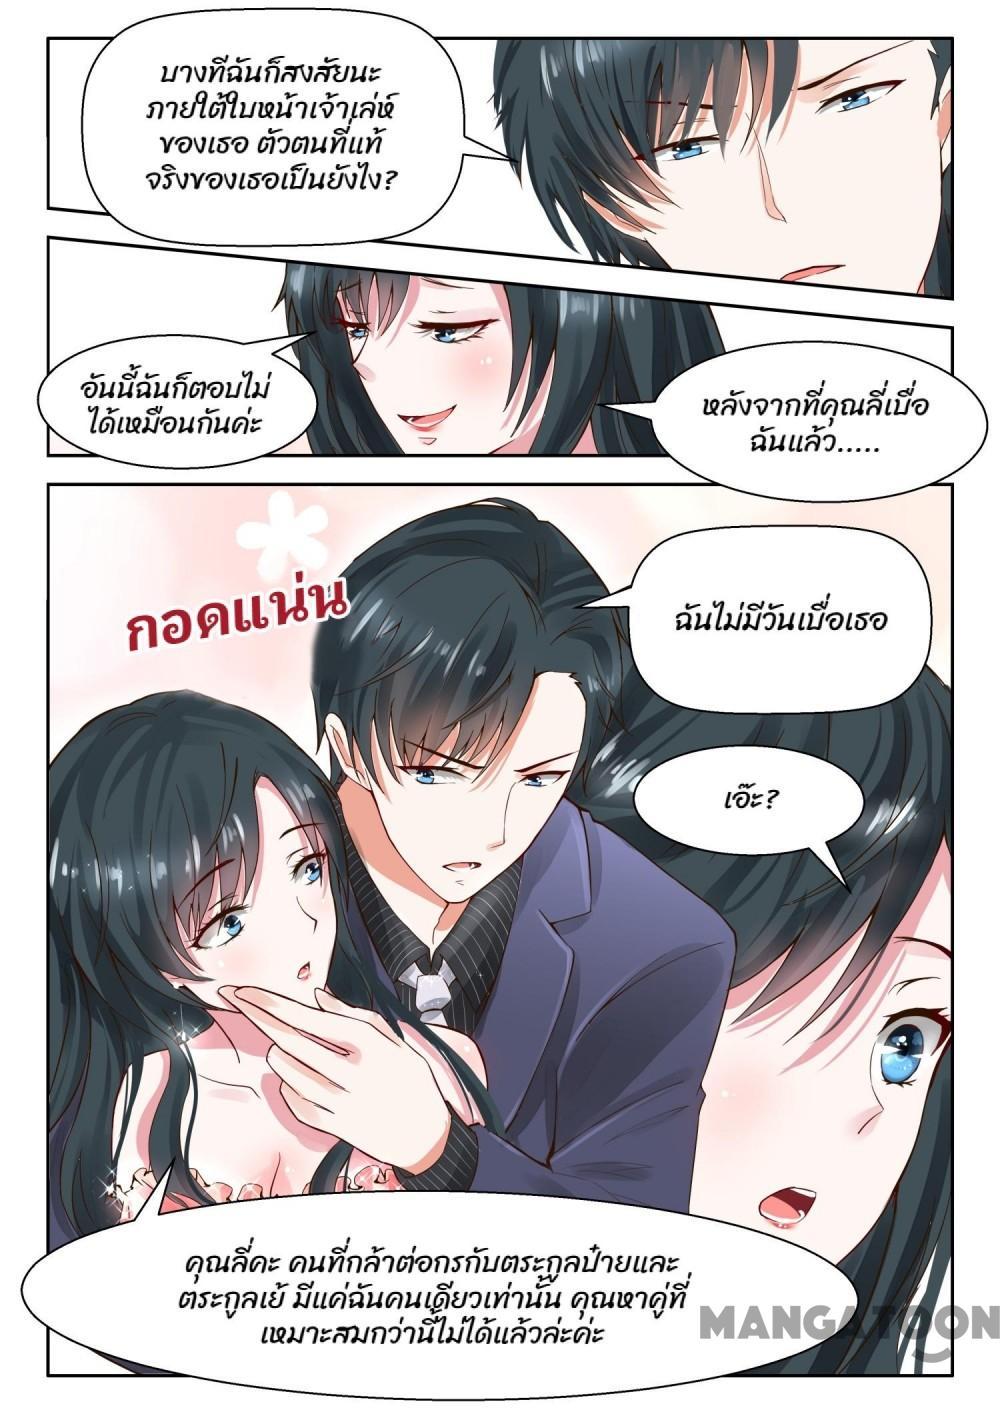 บางทีฉันก็สงสัยนะ
ภายใต้ใบหน้าเจ้าเล่ห์
ของเธอ ตัวตนที่แท้
จริงของเธอเป็นยังไง?
อันนี้ฉันก็ตอบไม่
ได้เหมือนกันค่ะ
หลังจากที่คุณลี่เบื่อ
ฉันแล้ว.....
กอดแน่น
ฉันไม่มีวันเบื่อเธอ
เอ๊ะ?
คุณลี่คะ คนที่กล้าต่อกรกับตระกูลป๋ายและ
ตระกูลเย้ มีแค่ฉันคนเดียวเท่านั้น คุณหาคู่ที่
เหมาะสมกว่านี้ไม่ได้แล้วล่ะค่ะ
MANGATOON